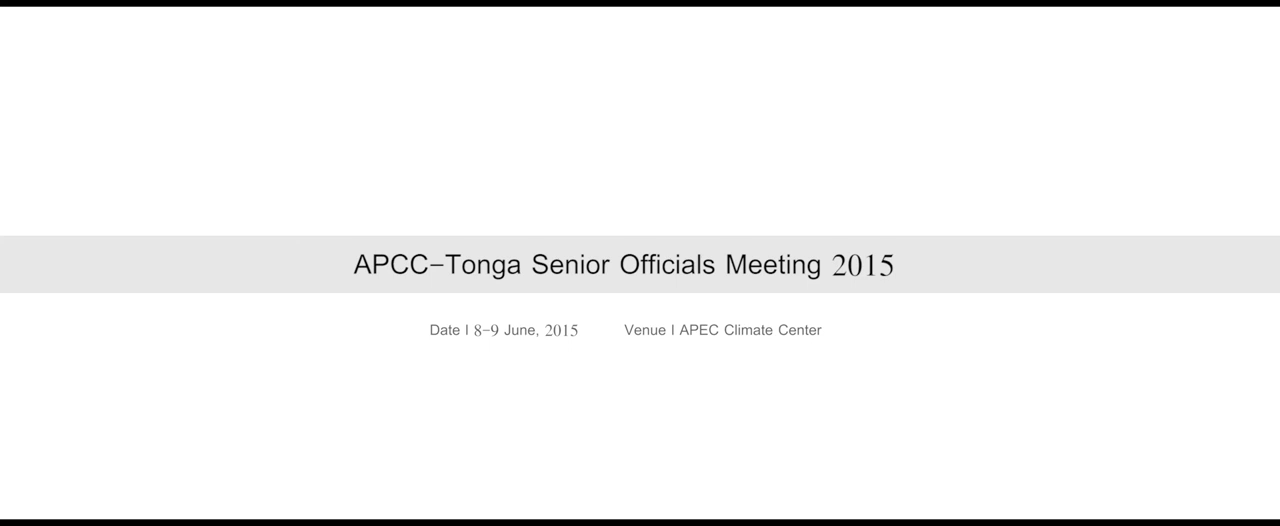 APCC-Tonga Senior Officials Meeting 2015
Date I 8-9 June, 2015 Venue I APEC Climate Center